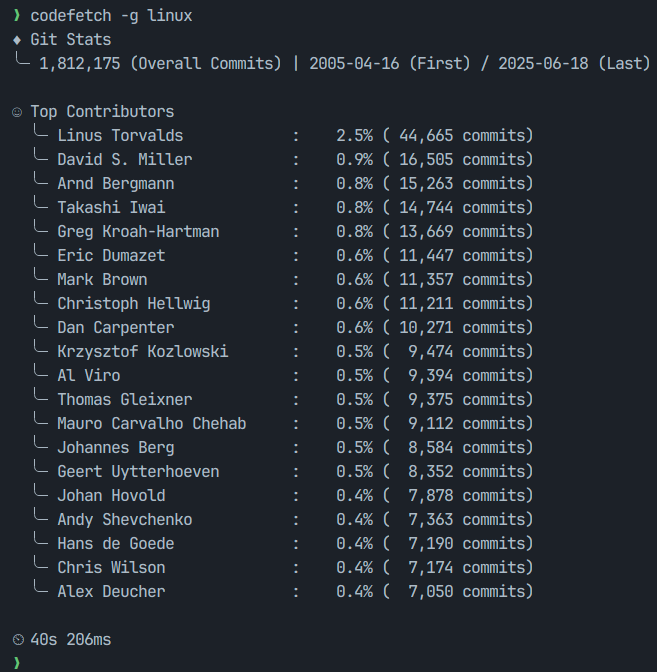 ❯ codefetch -g linux
♦ Git Stats
╰─ 1,812,175 (Overall Commits) | 2005-04-16 (First) / 2025-06-18 (Last)
☺ Top Contributors
╰─ Linus Torvalds : 2.5% ( 44,665 commits)
╰─ David S. Miller : 0.9% ( 16,505 commits)
╰─ Arnd Bergmann : 0.8% ( 15,263 commits)
╰─ Takashi Iwai : 0.8% ( 14,744 commits)
╰─ Greg Kroah-Hartman : 0.8% ( 13,669 commits)
╰─ Eric Dumazet : 0.6% ( 11,447 commits)
╰─ Mark Brown : 0.6% ( 11,357 commits)
╰─ Christoph Hellwig : 0.6% ( 11,211 commits)
╰─ Dan Carpenter : 0.6% ( 10,271 commits)
╰─ Krzysztof Kozlowski : 0.5% ( 9,474 commits)
╰─ Al Viro : 0.5% ( 9,394 commits)
╰─ Thomas Gleixner : 0.5% ( 9,375 commits)
╰─ Mauro Carvalho Chehab : 0.5% ( 9,112 commits)
╰─ Johannes Berg : 0.5% ( 8,584 commits)
╰─ Geert Uytterhoeven : 0.5% ( 8,352 commits)
╰─ Johan Hovold : 0.4% ( 7,878 commits)
╰─ Andy Shevchenko : 0.4% ( 7,363 commits)
╰─ Hans de Goede : 0.4% ( 7,190 commits)
╰─ Chris Wilson : 0.4% ( 7,174 commits)
╰─ Alex Deucher : 0.4% ( 7,050 commits)
⏲ 40s 206ms
❯